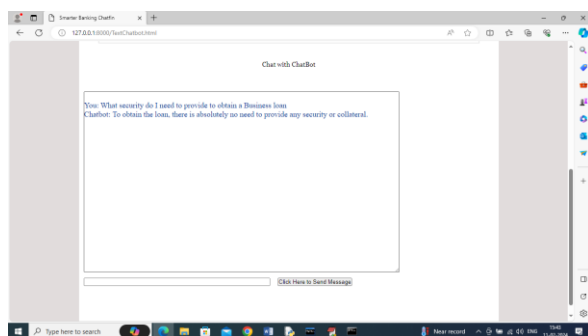 Smarter Banking Chatfin
127.0.0.1:8000/TextChatbot.html
Chat with ChatBot
You: What security do I need to provide to obtain a Business loan
Chatbot: To obtain the loan, there is absolutely no need to provide any security or collateral.
Click Here to Send Message
Type here to search
Near record
ENG